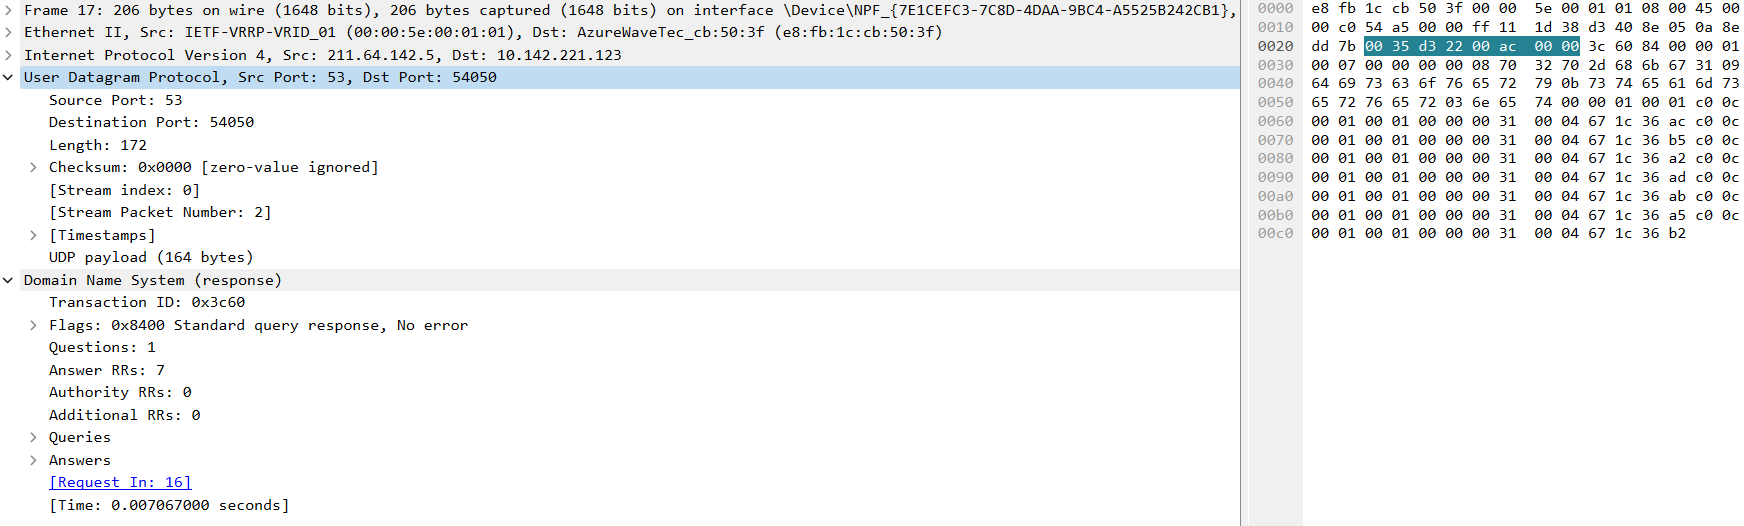 Frame 17: 206 bytes on wire (1648 bits), 206 bytes captured (1648 bits) on interface \Device\NPF_{7E1CEFC3-7C8D-4DAA-9BC4-A5525B242CB1},
Ethernet II, Src: IETF-VRRP-VRID_01 (00:00:5e:00:01:01), Dst: AzureWaveTec_cb:50:3f (e8:fb:1c:cb:50:3f)
Internet Protocol Version 4, Src: 211.64.142.5, Dst: 10.142.221.123
User Datagram Protocol, Src Port: 53, Dst Port: 54050
Source Port: 53
Destination Port: 54050
Length: 172
Checksum: 0x0000 [zero-value ignored]
[Stream index: 0]
[Stream Packet Number: 2]
[Timestamps]
UDP payload (164 bytes)
Domain Name System (response)
Transaction ID: 0x3c60
Flags: 0x8400 Standard query response, No error
Questions: 1
Answer RRs: 7
Authority RRs: 0
Additional RRs: 0
Queries
Answers
[Request In: 16]
[Time: 0.007067000 seconds]
0000 e8 fb 1c cb 50 3f 00 00 5e 00 01 01 08 00 45 00
0010 00 c0 54 a5 00 00 ff 11 1d 38 d3 40 8e 05 0a 8e
0020 dd 7b 00 35 d3 22 00 ac 00 00 3c 60 84 00 00 01
0030 00 07 00 00 00 00 08 70 32 70 2d 68 6b 67 31 09
0040 64 69 73 63 6f 76 65 72 79 0b 73 74 65 61 6d 73
0050 65 72 76 65 72 03 6e 65 74 00 00 01 00 01 c0 0c
0060 00 01 00 01 00 00 00 31 00 04 67 1c 36 ac c0 0c
0070 00 01 00 01 00 00 00 31 00 04 67 1c 36 b5 c0 0c
0080 00 01 00 01 00 00 00 31 00 04 67 1c 36 a2 c0 0c
0090 00 01 00 01 00 00 00 31 00 04 67 1c 36 ad c0 0c
00a0 00 01 00 01 00 00 00 31 00 04 67 1c 36 ab c0 0c
00b0 00 01 00 01 00 00 00 31 00 04 67 1c 36 a5 c0 0c
00c0 00 01 00 01 00 00 00 31 00 04 67 1c 36 b2